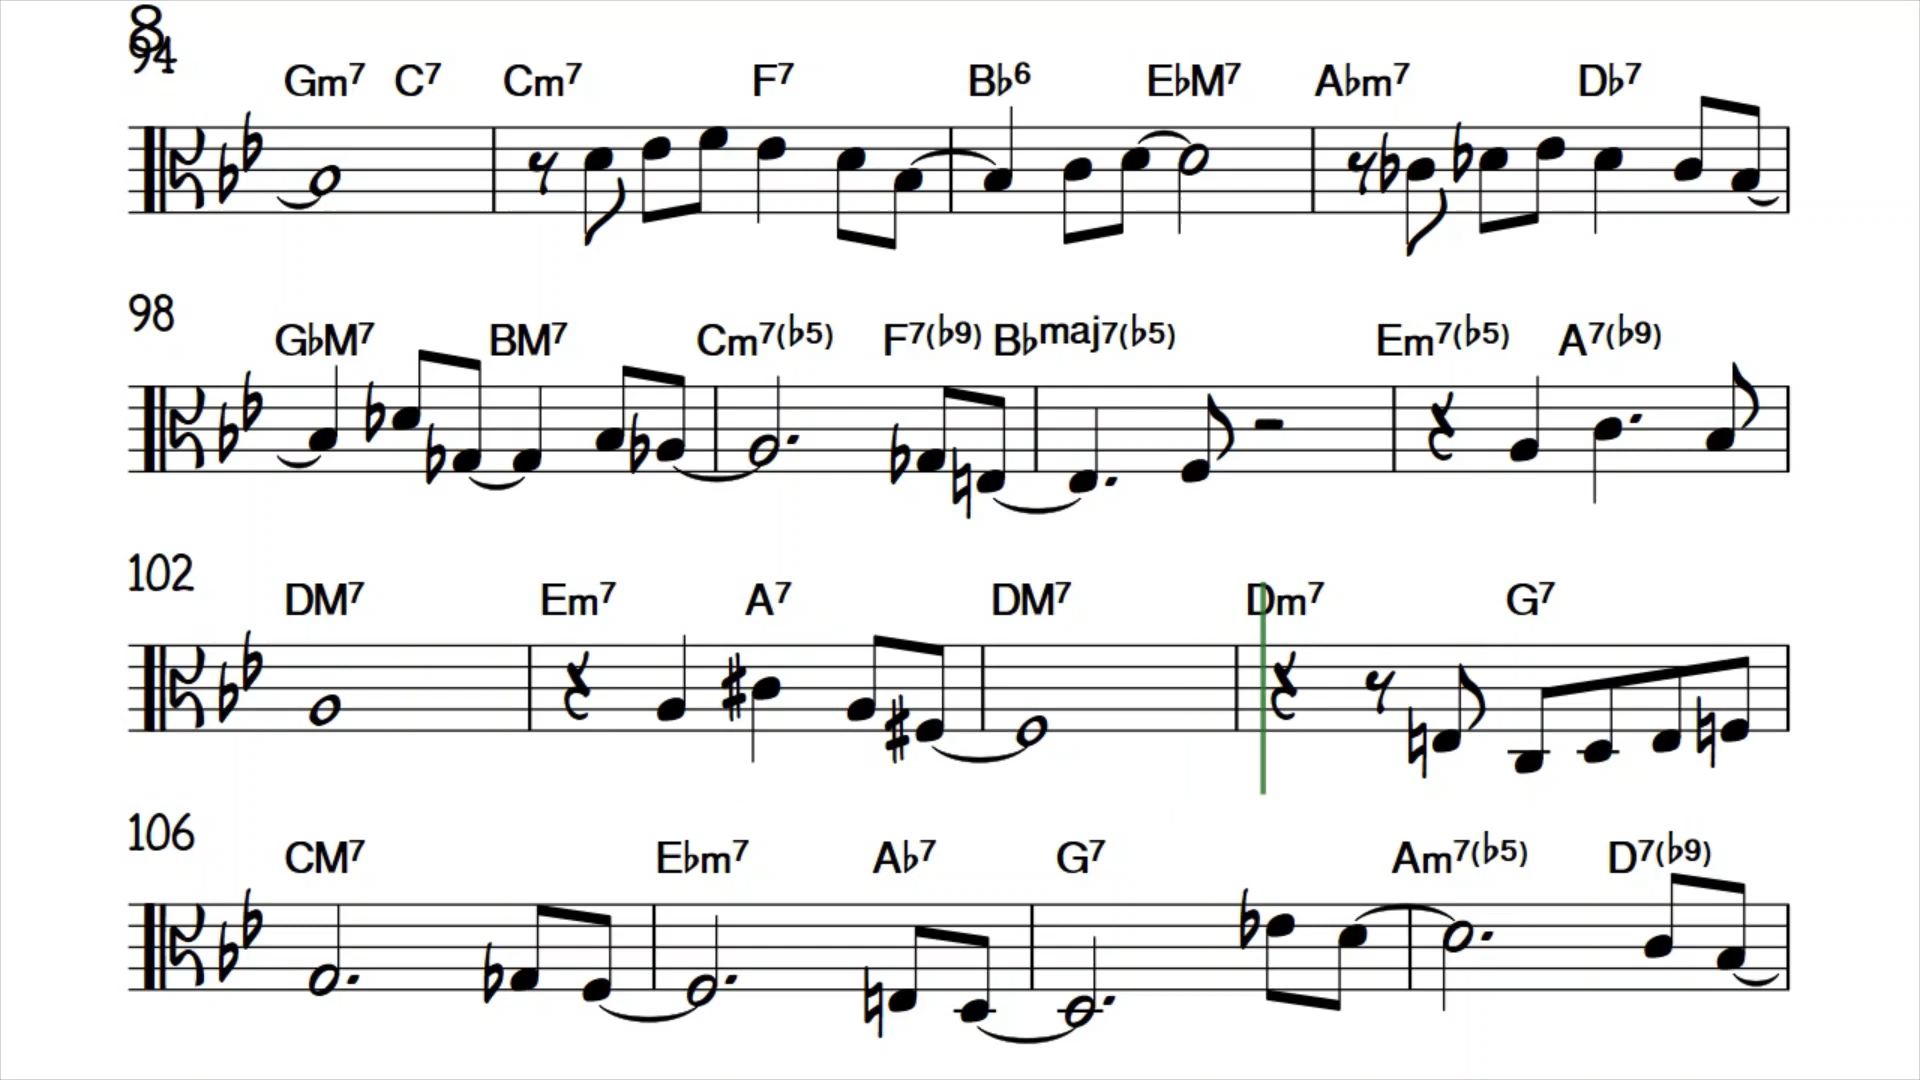 8
94
Gm7 C7 Cm7 F7 B♭6 E♭M7 A♭m7 D♭7
98
G♭M7 BM7 Cm7(♭5) F7(♭9) B♭maj7(♭5) Em7(♭5) A7(♭9)
102
DM7 Em7 A7 DM7 Dm7 G7
106
CM7 E♭m7 A♭7 G7 Am7(♭5) D7(♭9)